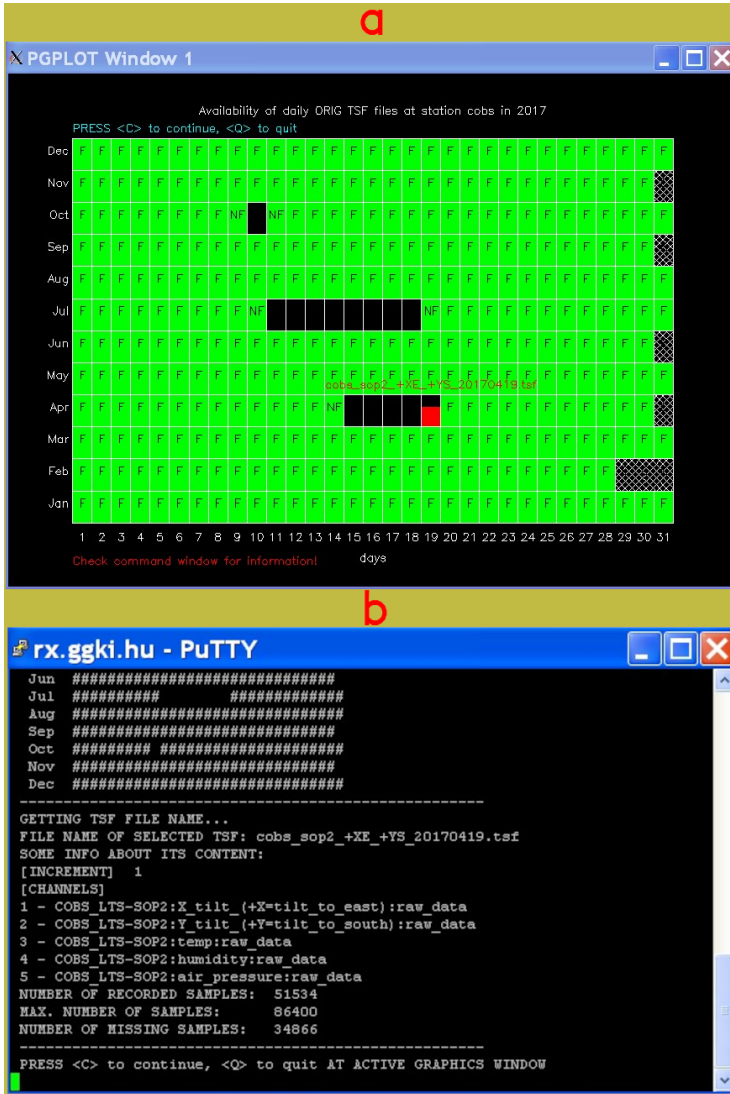 a
X PGPLOT Window 1
Availability of daily ORIG TSF files at station cobs in 2017
PRESS <C> to continue, <Q> to quit
Dec F F F F F F F F F F F F F F F F F F F F F F F F F F F F F F F
Nov F F F F F F F F F F F F F F F F F F F F F F F F F F F F F F
Oct F F F F F F F F NF NF F F F F F F F F F F F F F F F F F F F F
Sep F F F F F F F F F F F F F F F F F F F F F F F F F F F F F F
Aug F F F F F F F F F F F F F F F F F F F F F F F F F F F F F F F
Jul F F F F F F F F F NF NF F F F F F F F F F F F F
Jun F F F F F F F F F F F F F F F F F F F F F F F F F F F F F F
May F F F F F F F F F F F F F F F F F F F F F F F F F F F F F F F
cobs_sop2_+XE_+YS_20170419.tsf
Apr F F F F F F F F F F F F F NF F F F F F F F F F F F
Mar F F F F F F F F F F F F F F F F F F F F F F F F F F F F F F F
Feb F F F F F F F F F F F F F F F F F F F F F F F F F F F F
Jan F F F F F F F F F F F F F F F F F F F F F F F F F F F F F F F
1 2 3 4 5 6 7 8 9 10 11 12 13 14 15 16 17 18 19 20 21 22 23 24 25 26 27 28 29 30 31
Check command window for information! days
b
rx.ggki.hu - PuTTY
Jun ##############################
Jul ##########        #############
Aug ###############################
Sep ##############################
Oct ######### #####################
Nov ##############################
Dec ###############################
-----------------------------------------------------
GETTING TSF FILE NAME...
FILE NAME OF SELECTED TSF: cobs_sop2_+XE_+YS_20170419.tsf
SOME INFO ABOUT ITS CONTENT:
[INCREMENT] 1
[CHANNELS]
1 - COBS_LTS-SOP2:X_tilt_(+X=tilt_to_east):raw_data
2 - COBS_LTS-SOP2:Y_tilt_(+Y=tilt_to_south):raw_data
3 - COBS_LTS-SOP2:temp:raw_data
4 - COBS_LTS-SOP2:humidity:raw_data
5 - COBS_LTS-SOP2:air_pressure:raw_data
NUMBER OF RECORDED SAMPLES: 51534
MAX. NUMBER OF SAMPLES: 86400
NUMBER OF MISSING SAMPLES: 34866
-----------------------------------------------------
PRESS <C> to continue, <Q> to quit AT ACTIVE GRAPHICS WINDOW